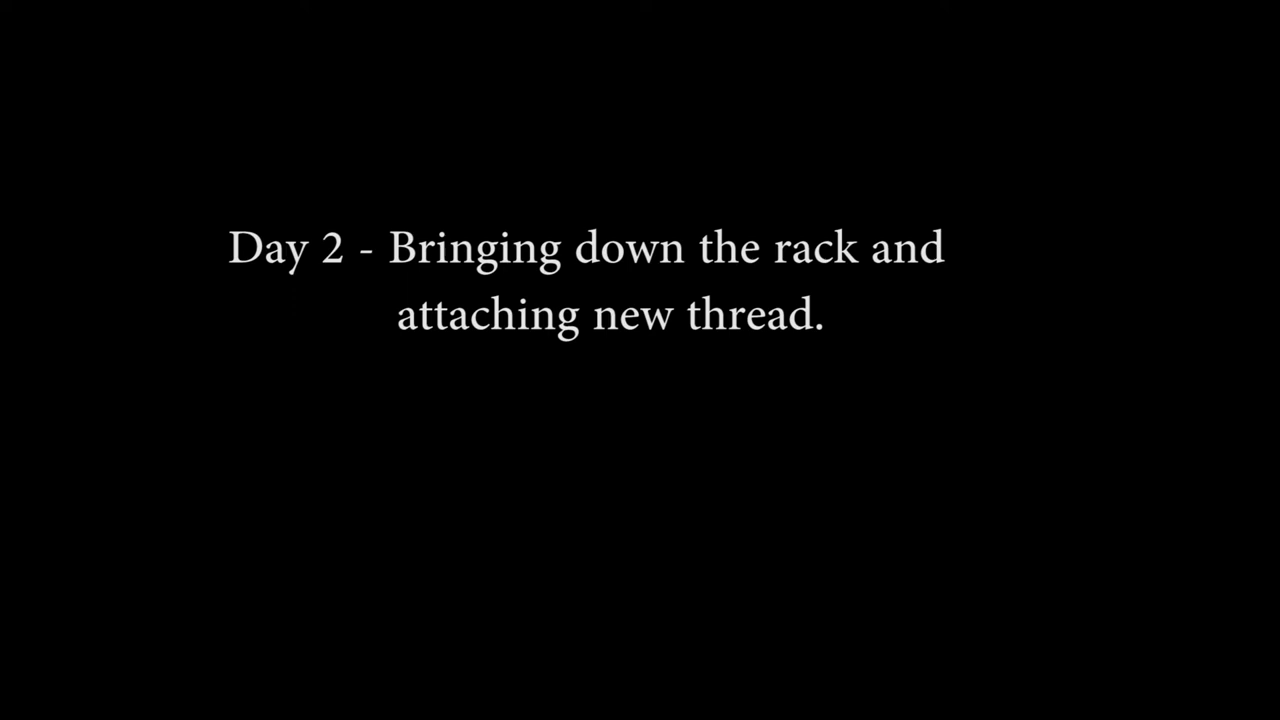 Day 2 - Bringing down the rack and
attaching new thread.